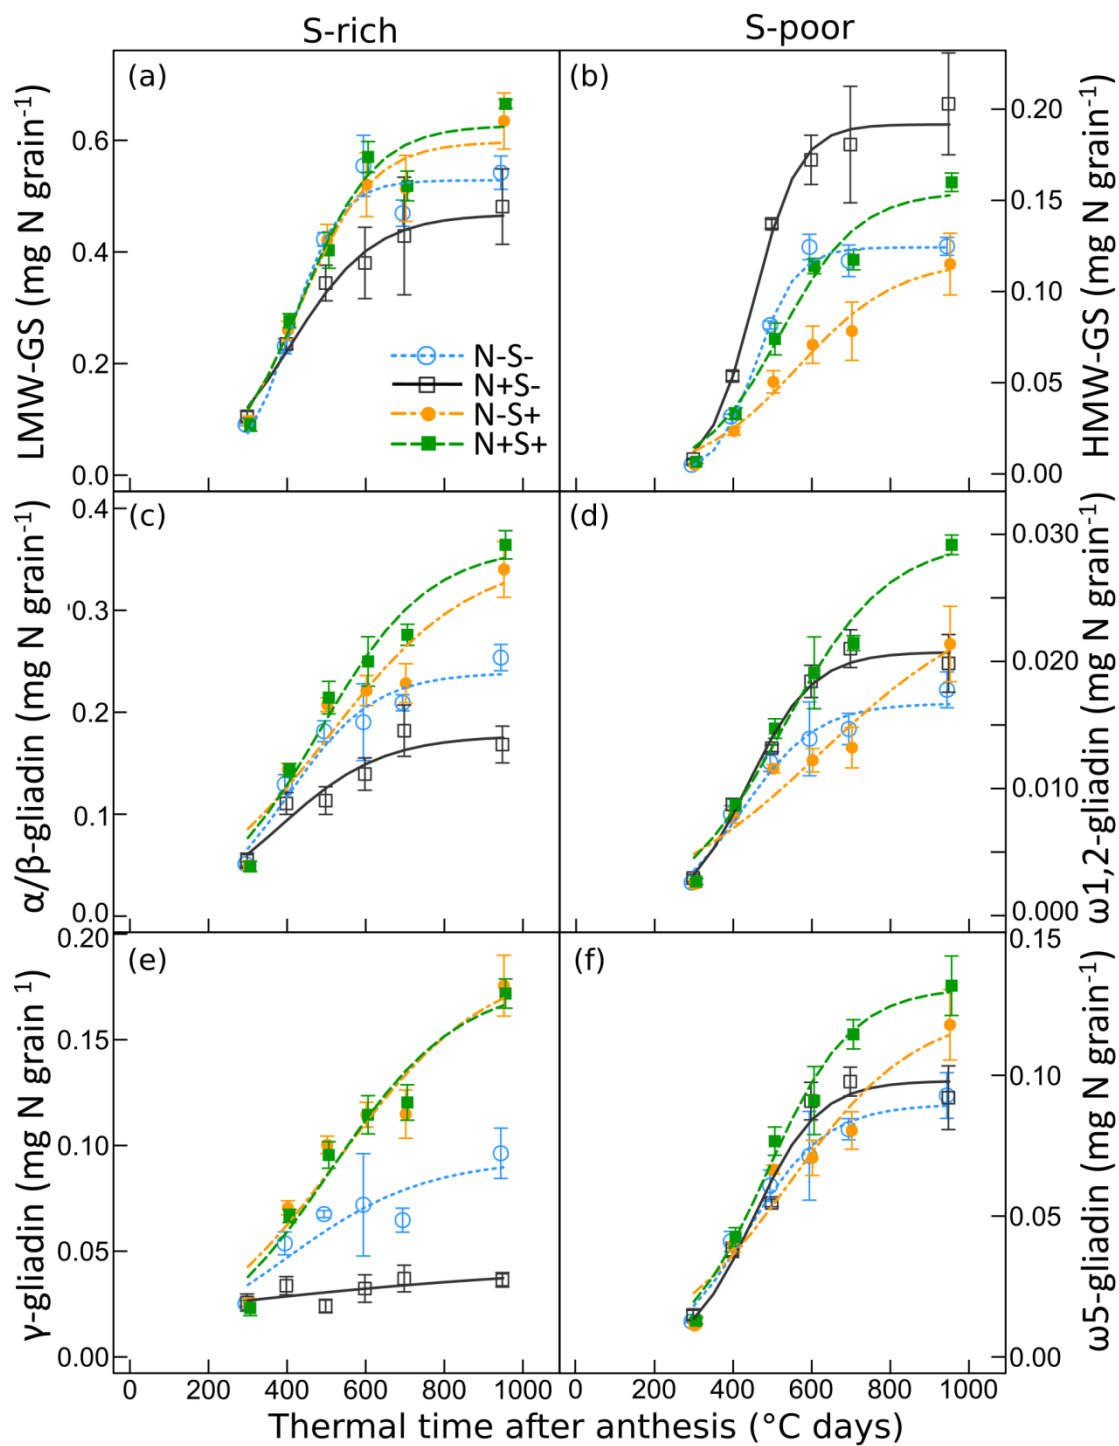 S-rich
S-poor
(a)
(b)
LMW-GS (mg N grain-1)
0.6
0.4
0.2
0.0
N-S-
N+S-
N-S+
N+S+
HMW-GS (mg N grain-1)
0.20
0.15
0.10
0.05
0.00
(c)
(d)
α/β-gliadin (mg N grain-1)
0.4
'0.3
0.2
0.1
0.0
ω1,2-gliadin (mg N grain-1)
0.030
0.020
0.010
0.000
(e)
(f)
γ-gliadin (mg N grain 1)
0.20
0.15
0.10
0.05
0.00
ω5-gliadin (mg N grain-1)
0.15
0.10
0.05
0.00
0 200 400 600 800 1000
0 200 400 600 800 1000
Thermal time after anthesis (°C days)